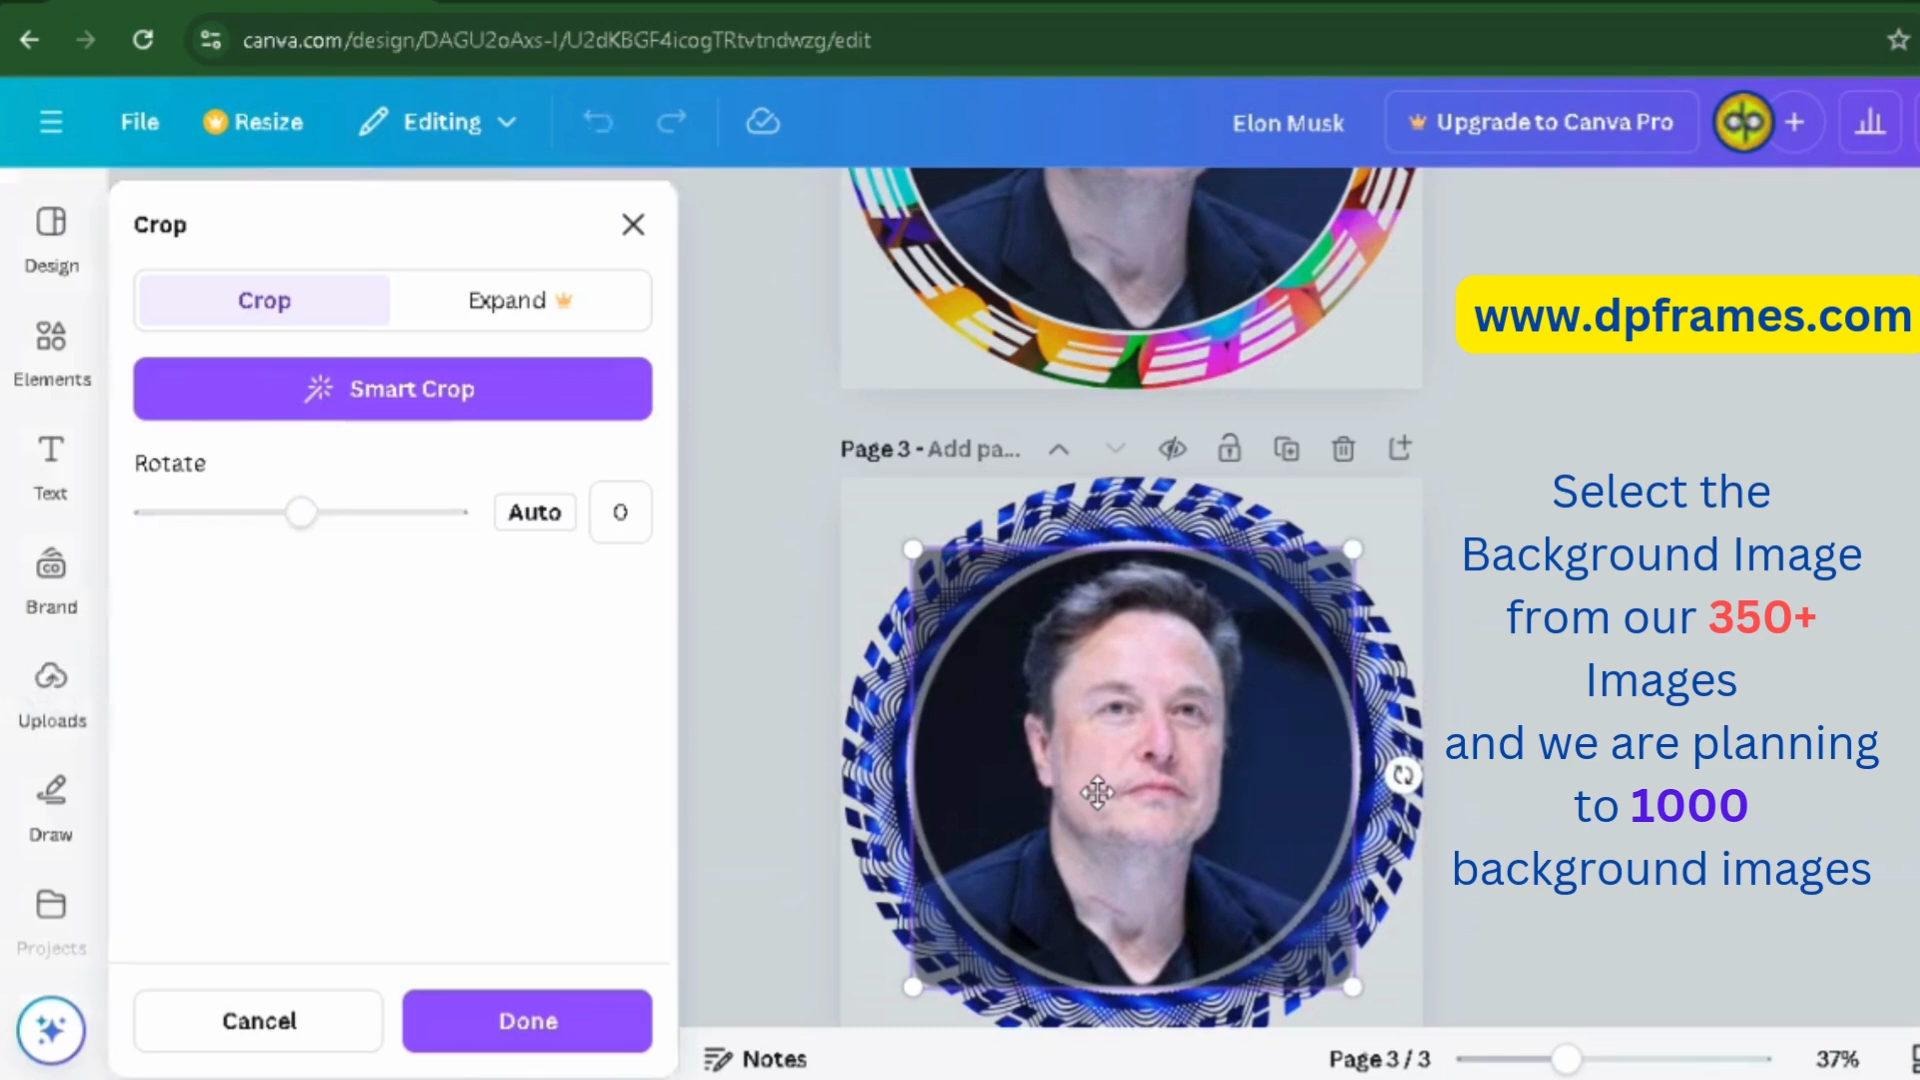 canva.com/design/DAGU2oAxs-I/U2dKBGF4icogTRtvtndwzg/edit
File
Resize
Editing
Elon Musk
Upgrade to Canva Pro
dp
Design
Elements
Text
Brand
Uploads
Draw
Projects
Crop
Crop
Expand
Smart Crop
Rotate
Auto
0
Cancel
Done
Page 3 - Add pa...
www.dpframes.com
Select the
Background Image
from our 350+
Images
and we are planning
to 1000
background images
Notes
Page 3 / 3
37%